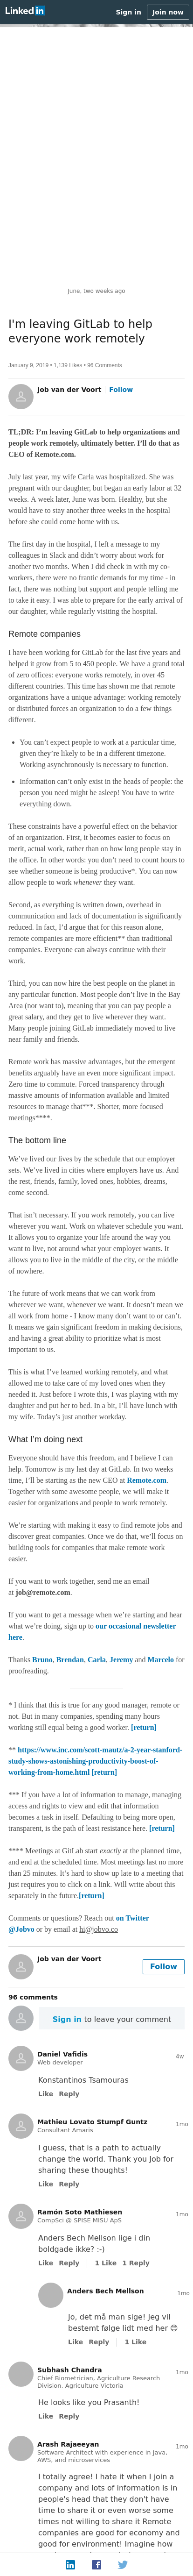 Linked in
Sign in
Join now
June, two weeks ago
I'm leaving GitLab to help
everyone work remotely
January 9, 2019 • 1,139 Likes • 96 Comments
Job van der Voort
Follow
TL;DR: I'm leaving GitLab to help organizations and
people work remotely, ultimately better. I'll do that as
CEO of Remote.com.
July last year, my wife Carla was hospitalized. She was
pregnant with our daughter, but began an early labor at 32
weeks. A week later, June was born. Healthy, but she
would have to stay another three weeks in the hospital
before she could come home with us.
The first day in the hospital, I left a message to my
colleagues in Slack and didn't worry about my work for
another two months. When I did check in with my co-
workers, there were no frantic demands for my time - in
fact, there was nothing but support and people telling me
to take it easy. I was able to prepare for the early arrival of
our daughter, while regularly visiting the hospital.
Remote companies
I have been working for GitLab for the last five years and
helped it grow from 5 to 450 people. We have a grand total
of zero offices: everyone works remotely, in over 45
different countries. This time has shown me that remote
organizations work, with a unique advantage: working remotely
or distributed forces an organization to do a few things
different.
• You can't expect people to work at a particular time,
given they're likely to be in a different timezone.
Working asynchronously is necessary to function.
• Information can't only exist in the heads of people: the
person you need might be asleep! You have to write
everything down.
These constraints have a powerful effect on the behavior
of an organization. First, it becomes easier to focus on
merit, actual work, rather than on how long people stay in
the office. In other words: you don't need to count hours to
see whether someone is being productive*. You can now
allow people to work whenever they want.
Second, as everything is written down, overhead in
communication and lack of communication is significantly
reduced. In fact, I'd argue that for this reason alone,
remote companies are more efficient** than traditional
companies. Everyone can always continue with their
work.
Third, you can now hire the best people on the planet in
any particular function. Most people don't live in the Bay
Area (nor do you want that). It means you can pay people a
great salary, and they get to live wherever they want.
Many people joining GitLab immediately moved to live
near family and friends.
Remote work has massive advantages, but the emergent
benefits arguably have an even more significant impact.
Zero time to commute. Forced transparency through
massive amounts of information available and limited
resources to manage that***. Shorter, more focused
meetings****.
The bottom line
We've lived our lives by the schedule that our employer
sets. We've lived in cities where employers have us. And
the rest, friends, family, loved ones, hobbies, dreams,
come second.
That isn't necessary. If you work remotely, you can live
wherever you want. Work on whatever schedule you want.
It allows you to organize your life around the way you
want to live, not around what your employer wants. It
allows you to live in the middle of the city, or the middle
of nowhere.
The future of work means that we can work from
wherever we want, whenever we want. It doesn't mean all
work from home - I know many don't want to or can't. It
means we gain significant freedom in making decisions,
and having a great ability to prioritize what is most
important to us.
This is what I've learned working remotely, and what
allowed me to take care of my loved ones when they
needed it. Just before I wrote this, I was playing with my
daughter and put her to bed. In a bit, I'll have lunch with
my wife. Today's just another workday.
What I'm doing next
Everyone should have this freedom, and I believe I can
help. Tomorrow is my last day at GitLab. In two weeks
time, I'll be starting as the new CEO at Remote.com.
Together with some awesome people, we will make it
easier for organizations and people to work remotely.
We're starting with making it easy to find remote jobs and
discover great companies. Once we do that, we'll focus on
building tools for companies that make remote work
easier.
If you want to work together, send me an email
at job@remote.com.
If you want to get a message when we're starting and hear
what we're doing, sign up to our occasional newsletter
here.
Thanks Bruno, Brendan, Carla, Jeremy and Marcelo for
proofreading.
* I think that this is true for any good manager, remote or
not. But in many companies, spending many hours
working still equal being a good worker. [return]
** https://www.inc.com/scott-mautz/a-2-year-stanford-
study-shows-astonishing-productivity-boost-of-
working-from-home.html [return]
*** If you have a lot of information to manage, managing
access and rights to view and edit that information
becomes a task in itself. Defaulting to being more open,
transparent, is the path of least resistance here. [return]
**** Meetings at GitLab start exactly at the planned time,
and end at the scheduled time. Most meetings last no more
than 25 minutes. It's hard to show up late to a meeting that
just requires you to click on a link. Will write about this
separately in the future.[return]
Comments or questions? Reach out on Twitter
@Jobvo or by email at hi@jobvo.co
Job van der Voort
Follow
96 comments
Sign in to leave your comment
Daniel Vafidis
4w
Web developer
Konstantinos Tsamouras
Like Reply
Mathieu Lovato Stumpf Guntz
1mo
Consultant Amaris
I guess, that is a path to actually
change the world. Thank you Job for
sharing these thoughts!
Like Reply
Ramón Soto Mathiesen
1mo
CompSci @ SPISE MISU ApS
Anders Bech Mellson lige i din
boldgade ikke? :-)
Like Reply 1 Like 1 Reply
Anders Bech Mellson
1mo
Jo, det må man sige! Jeg vil
bestemt følge lidt med her 😊
Like Reply 1 Like
Subhash Chandra
1mo
Chief Biometrician, Agriculture Research
Division, Agriculture Victoria
He looks like you Prasanth!
Like Reply
Arash Rajaeeyan
1mo
Software Architect with experience in Java,
AWS, and microservices
I totally agree! I hate it when I join a
company and lots of information is in
people's head that they don't have
time to share it or even worse some
times not willing to share it Remote
companies are good for economy and
good for environment! Imagine how